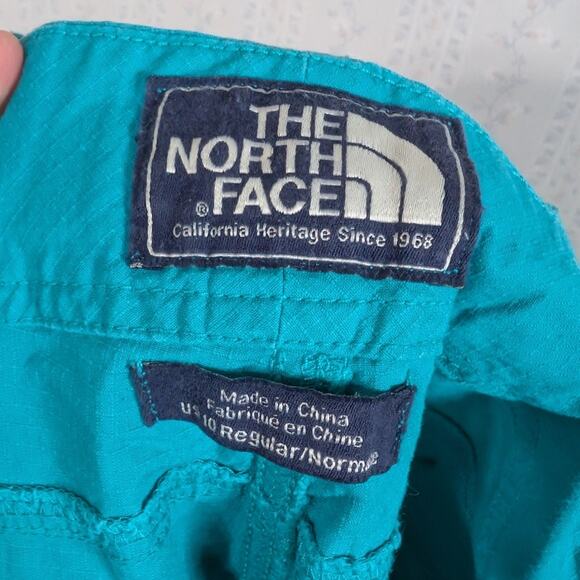 THE
NORTH
FACE
®
California Heritage Since 1968
Made in China
Fabriqué en Chine
US 10 Regular/Normale